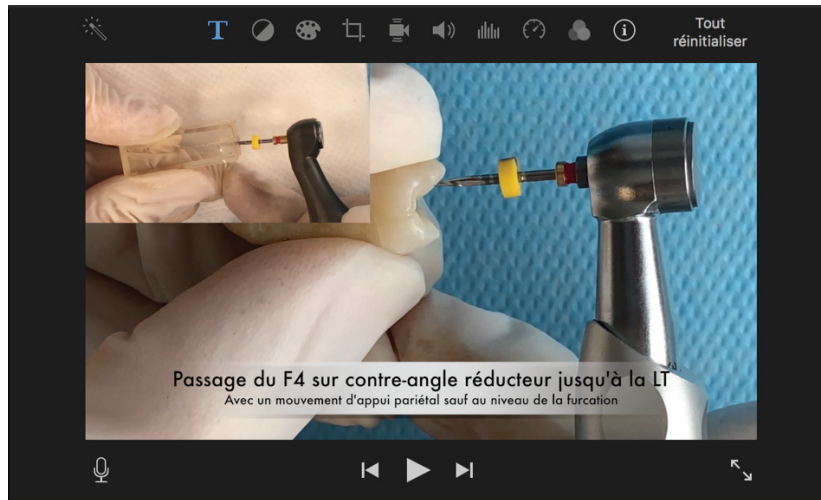 T
Tout
réinitialiser
Passage du F4 sur contre-angle réducteur jusqu'à la LT
Avec un mouvement d'appui pariétal sauf au niveau de la furcation